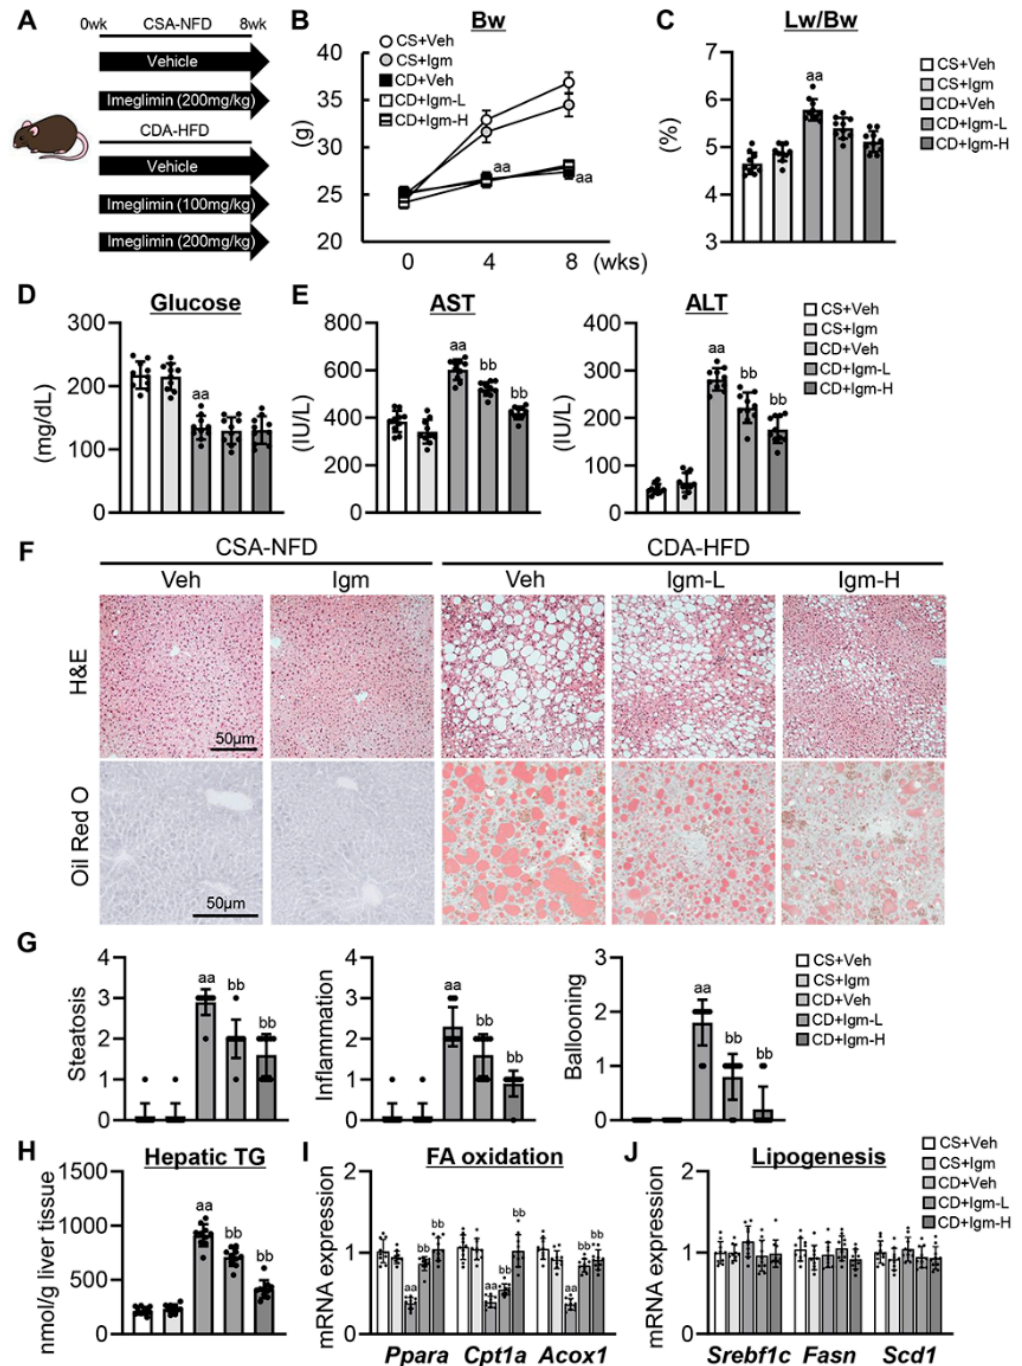 A
0wk CSA-NFD 8wk
Vehicle
Imeglimin (200mg/kg)
CDA-HFD
Vehicle
Imeglimin (100mg/kg)
Imeglimin (200mg/kg)
B
Bw
CS+Veh
CS+Igm
CD+Veh
CD+Igm-L
CD+Igm-H
(g)
40
35
30
25
20
aa
aa
0 4 8 (wks)
C
Lw/Bw
(%)
7
6
5
4
3
aa
CS+Veh
CS+Igm
CD+Veh
CD+Igm-L
CD+Igm-H
D
Glucose
(mg/dL)
300
200
100
0
aa
E
AST
(IU/L)
800
600
400
200
0
aa
bb
bb
ALT
(IU/L)
400
300
200
100
0
aa
bb
bb
CS+Veh
CS+Igm
CD+Veh
CD+Igm-L
CD+Igm-H
F
CSA-NFD CDA-HFD
Veh Igm Veh Igm-L Igm-H
H&E
50μm
Oil Red O
50μm
G
Steatosis
4
3
2
1
0
aa
bb
bb
Inflammation
4
3
2
1
0
aa
bb
bb
Ballooning
3
2
1
0
aa
bb
bb
CS+Veh
CS+Igm
CD+Veh
CD+Igm-L
CD+Igm-H
H
Hepatic TG
nmol/g liver tissue
1500
1000
500
0
aa
bb
bb
I
FA oxidation
mRNA expression
2
1
0
aa bb bb
aa bb bb
aa bb bb
Ppara Cpt1a Acox1
J
Lipogenesis
mRNA expression
2
1
0
Srebf1c Fasn Scd1
CS+Veh
CS+Igm
CD+Veh
CD+Igm-L
CD+Igm-H